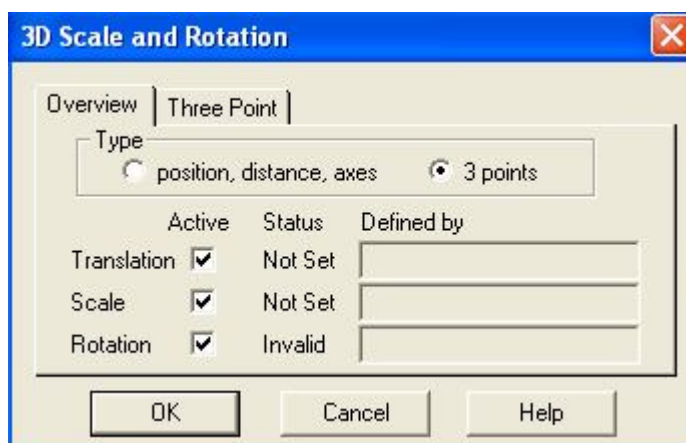 3D Scale and Rotation
Overview Three Point
Type
position, distance, axes 3 points
Active Status Defined by
Translation Not Set
Scale Not Set
Rotation Invalid
OK Cancel Help